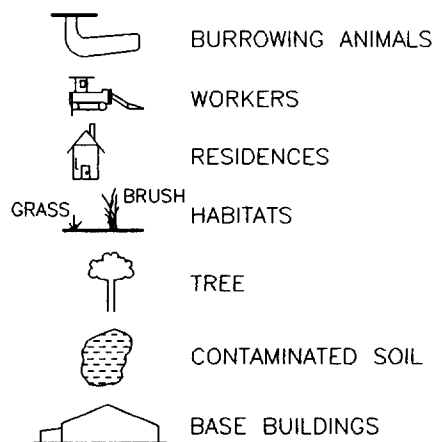 BURROWING ANIMALS
WORKERS
RESIDENCES
BRUSH
GRASS
HABITATS
TREE
CONTAMINATED SOIL
BASE BUILDINGS